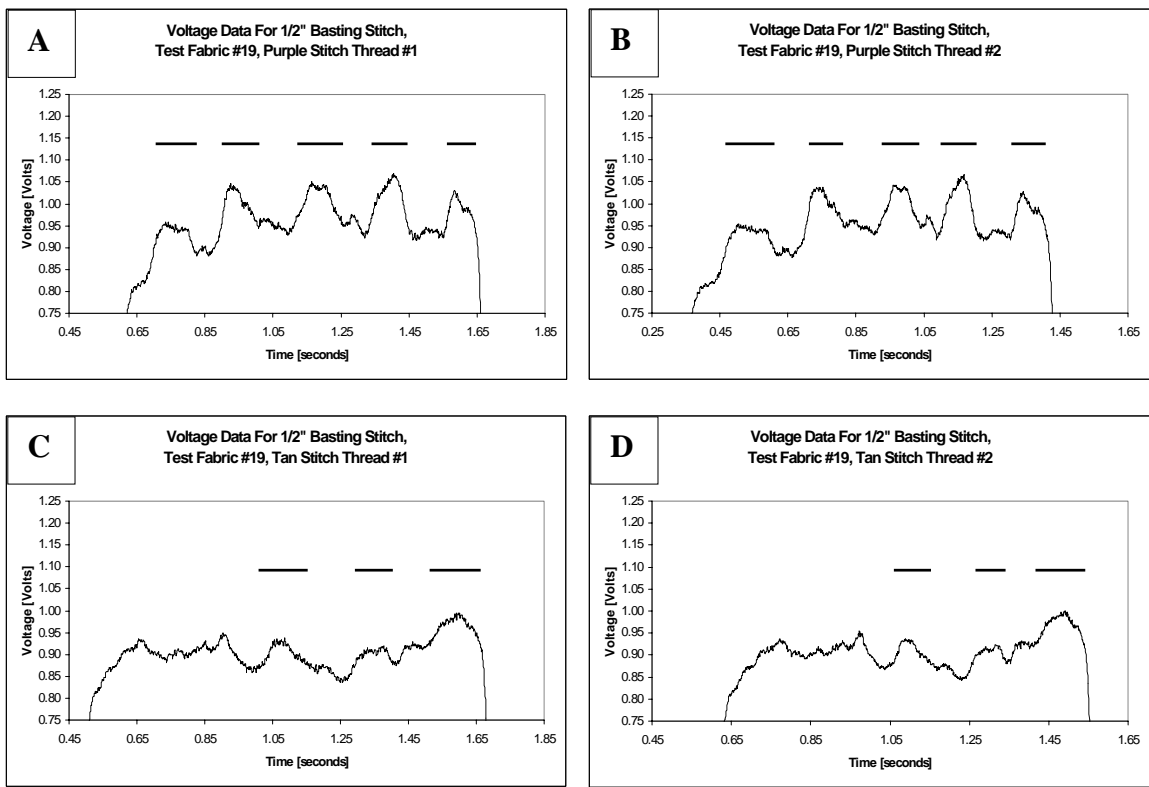 A
Voltage Data For 1/2" Basting Stitch,
Test Fabric #19, Purple Stitch Thread #1
1.25
1.20
1.15
1.10
1.05
1.00
0.95
0.90
0.85
0.80
0.75
Voltage [Volts]
0.45 0.65 0.85 1.05 1.25 1.45 1.65 1.85
Time [seconds]
B
Voltage Data For 1/2" Basting Stitch,
Test Fabric #19, Purple Stitch Thread #2
1.25
1.20
1.15
1.10
1.05
1.00
0.95
0.90
0.85
0.80
0.75
Voltage [Volts]
0.25 0.45 0.65 0.85 1.05 1.25 1.45 1.65
Time [seconds]
C
Voltage Data For 1/2" Basting Stitch,
Test Fabric #19, Tan Stitch Thread #1
1.25
1.20
1.15
1.10
1.05
1.00
0.95
0.90
0.85
0.80
0.75
Voltage [Volts]
0.45 0.65 0.85 1.05 1.25 1.45 1.65 1.85
Time [seconds]
D
Voltage Data For 1/2" Basting Stitch,
Test Fabric #19, Tan Stitch Thread #2
1.25
1.20
1.15
1.10
1.05
1.00
0.95
0.90
0.85
0.80
0.75
Voltage [Volts]
0.45 0.65 0.85 1.05 1.25 1.45 1.65
Time [seconds]